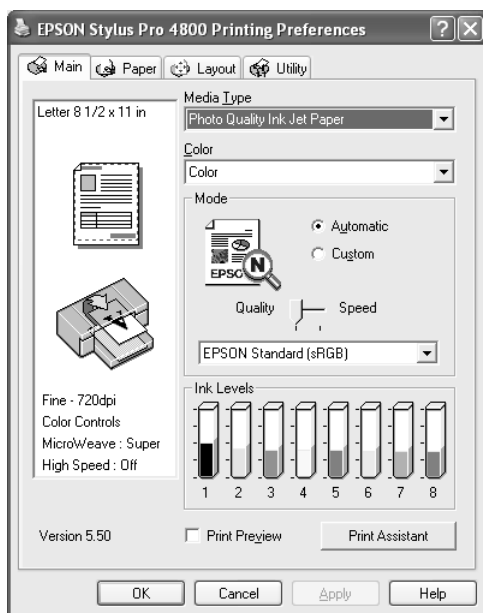 EPSON Stylus Pro 4800 Printing Preferences
Main Paper Layout Utility
Letter 8 1/2 x 11 in
Media Type
Photo Quality Ink Jet Paper
Color
Color
Mode
Automatic
Custom
EPSC
N
Quality Speed
EPSON Standard (sRGB)
Fine - 720dpi
Color Controls
MicroWeave : Super
High Speed : Off
Ink Levels
1 2 3 4 5 6 7 8
Version 5.50
Print Preview
Print Assistant
OK Cancel Apply Help